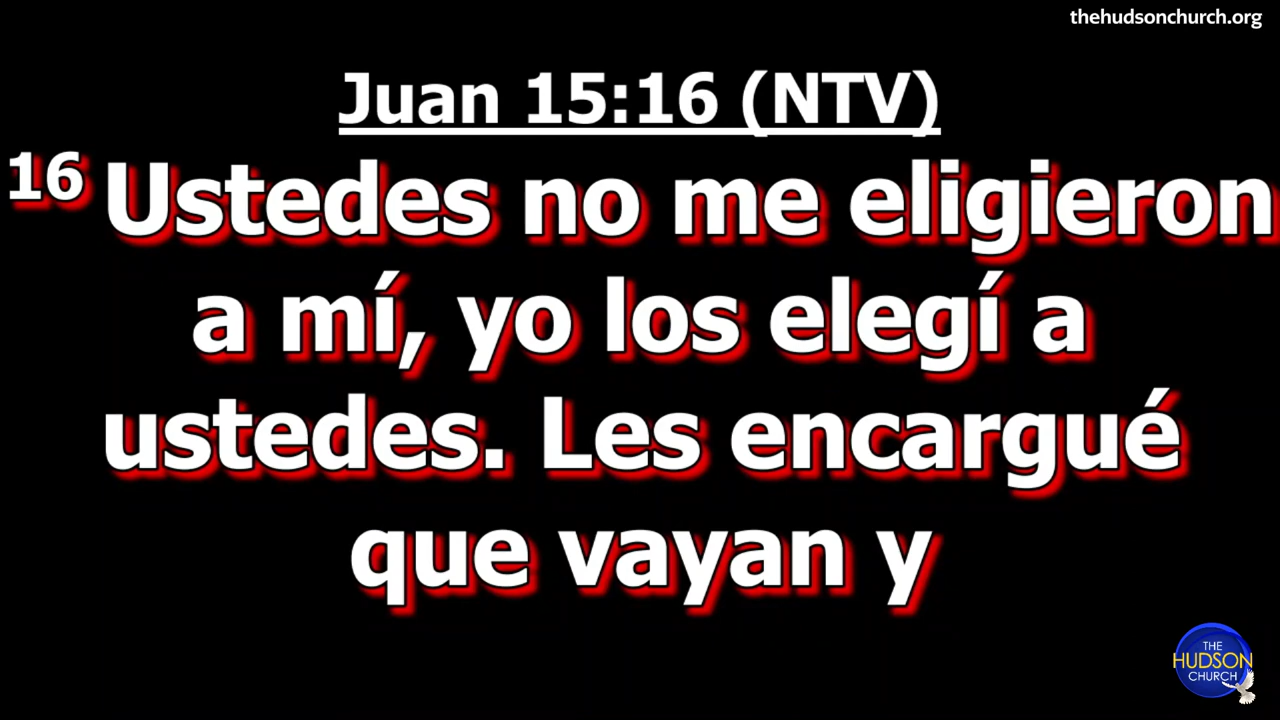 thehudsonchurch.org
Juan 15:16 (NTV)
16 Ustedes no me eligieron
a mí, yo los elegí a
ustedes. Les encargué
que vayan y
THE
HUDSON
CHURCH